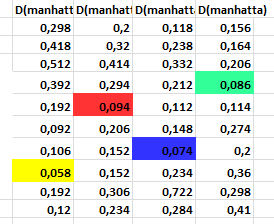 D(manhatt D(manhatta) D(manhatta) D(manhatta)
0,298 0,2 0,118 0,156
0,418 0,32 0,238 0,164
0,512 0,414 0,332 0,206
0,392 0,294 0,212 0,086
0,192 0,094 0,112 0,114
0,092 0,206 0,148 0,274
0,106 0,152 0,074 0,2
0,058 0,152 0,234 0,36
0,192 0,306 0,722 0,298
0,12 0,234 0,284 0,41